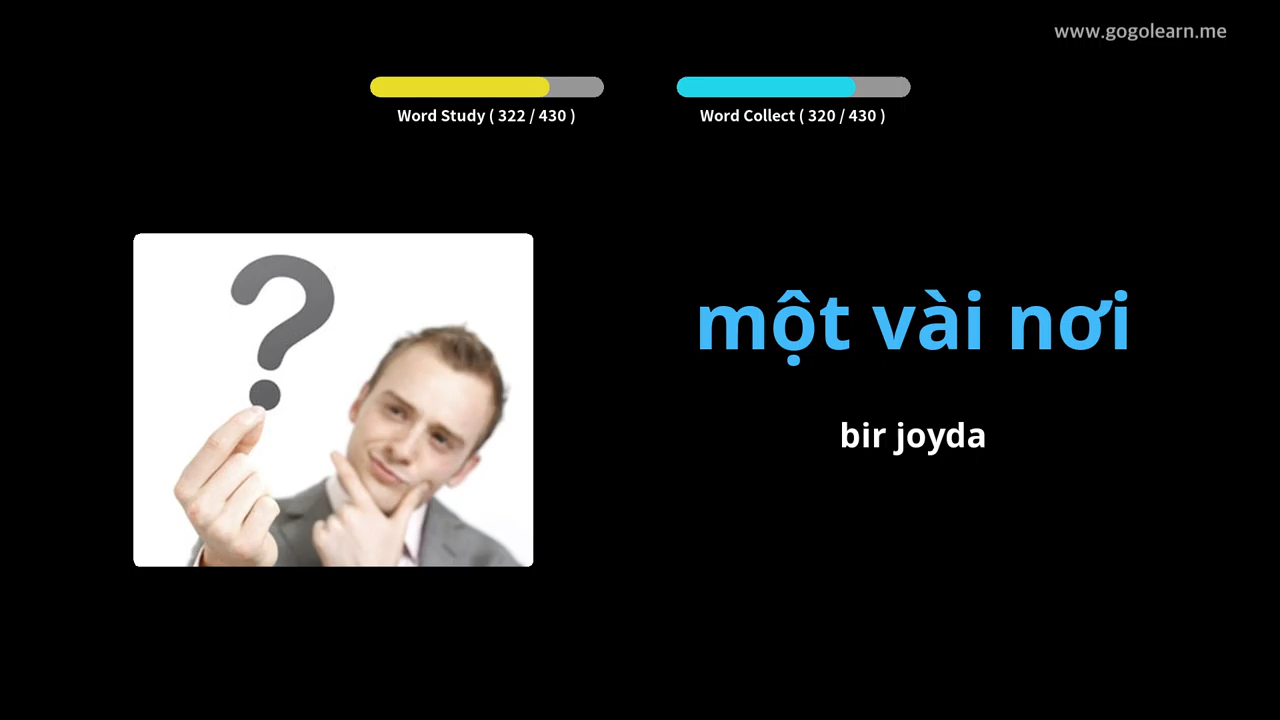 www.gogolearn.me
Word Study ( 322 / 430 )
Word Collect ( 320 / 430 )
?
một vài nơi
bir joyda